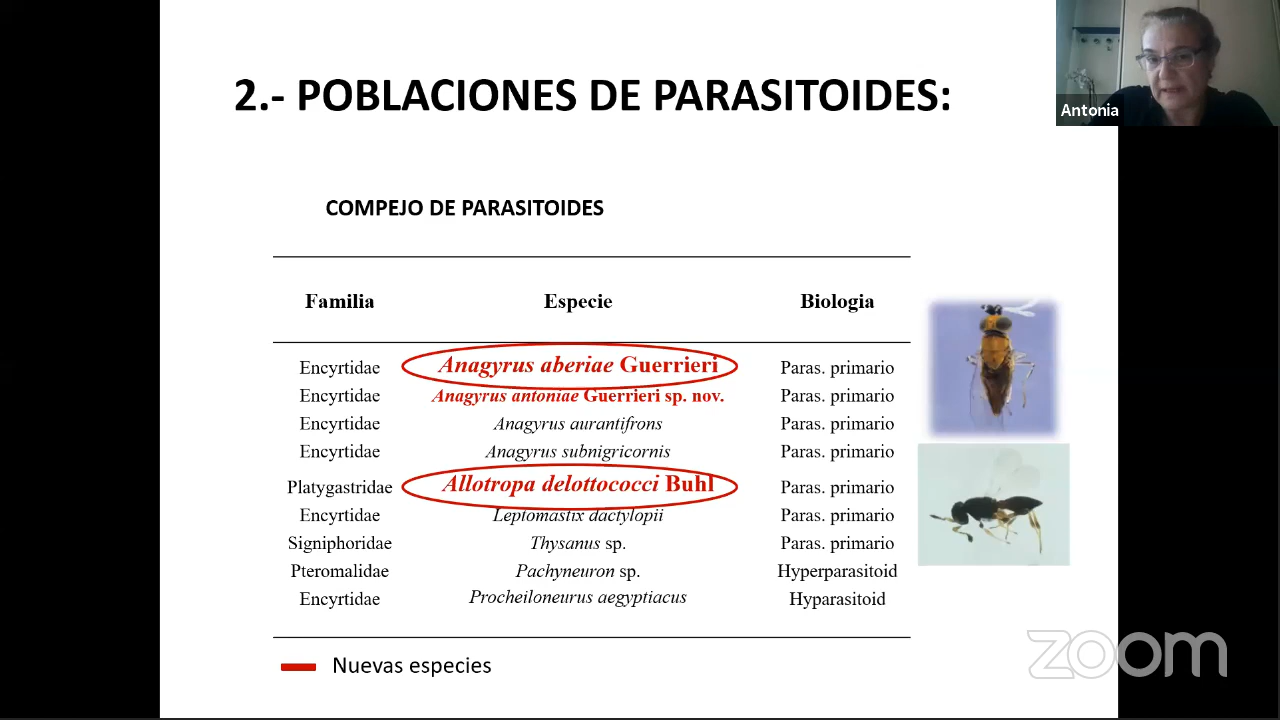 2.- POBLACIONES DE PARASITOIDES:
Antonia
COMPEJO DE PARASITOIDES
Familia Especie Biologia
Encyrtidae Anagyrus aberiae Guerrieri Paras. primario
Encyrtidae Anagyrus antoniae Guerrieri sp. nov. Paras. primario
Encyrtidae Anagyrus aurantifrons Paras. primario
Encyrtidae Anagyrus subnigricornis Paras. primario
Platygastridae Allotropa delottococci Buhl Paras. primario
Encyrtidae Leptomastix dactylopii Paras. primario
Signiphoridae Thysanus sp. Paras. primario
Pteromalidae Pachyneuron sp. Hyperparasitoid
Encyrtidae Procheiloneurus aegyptiacus Hyparasitoid
Nuevas especies
zoom